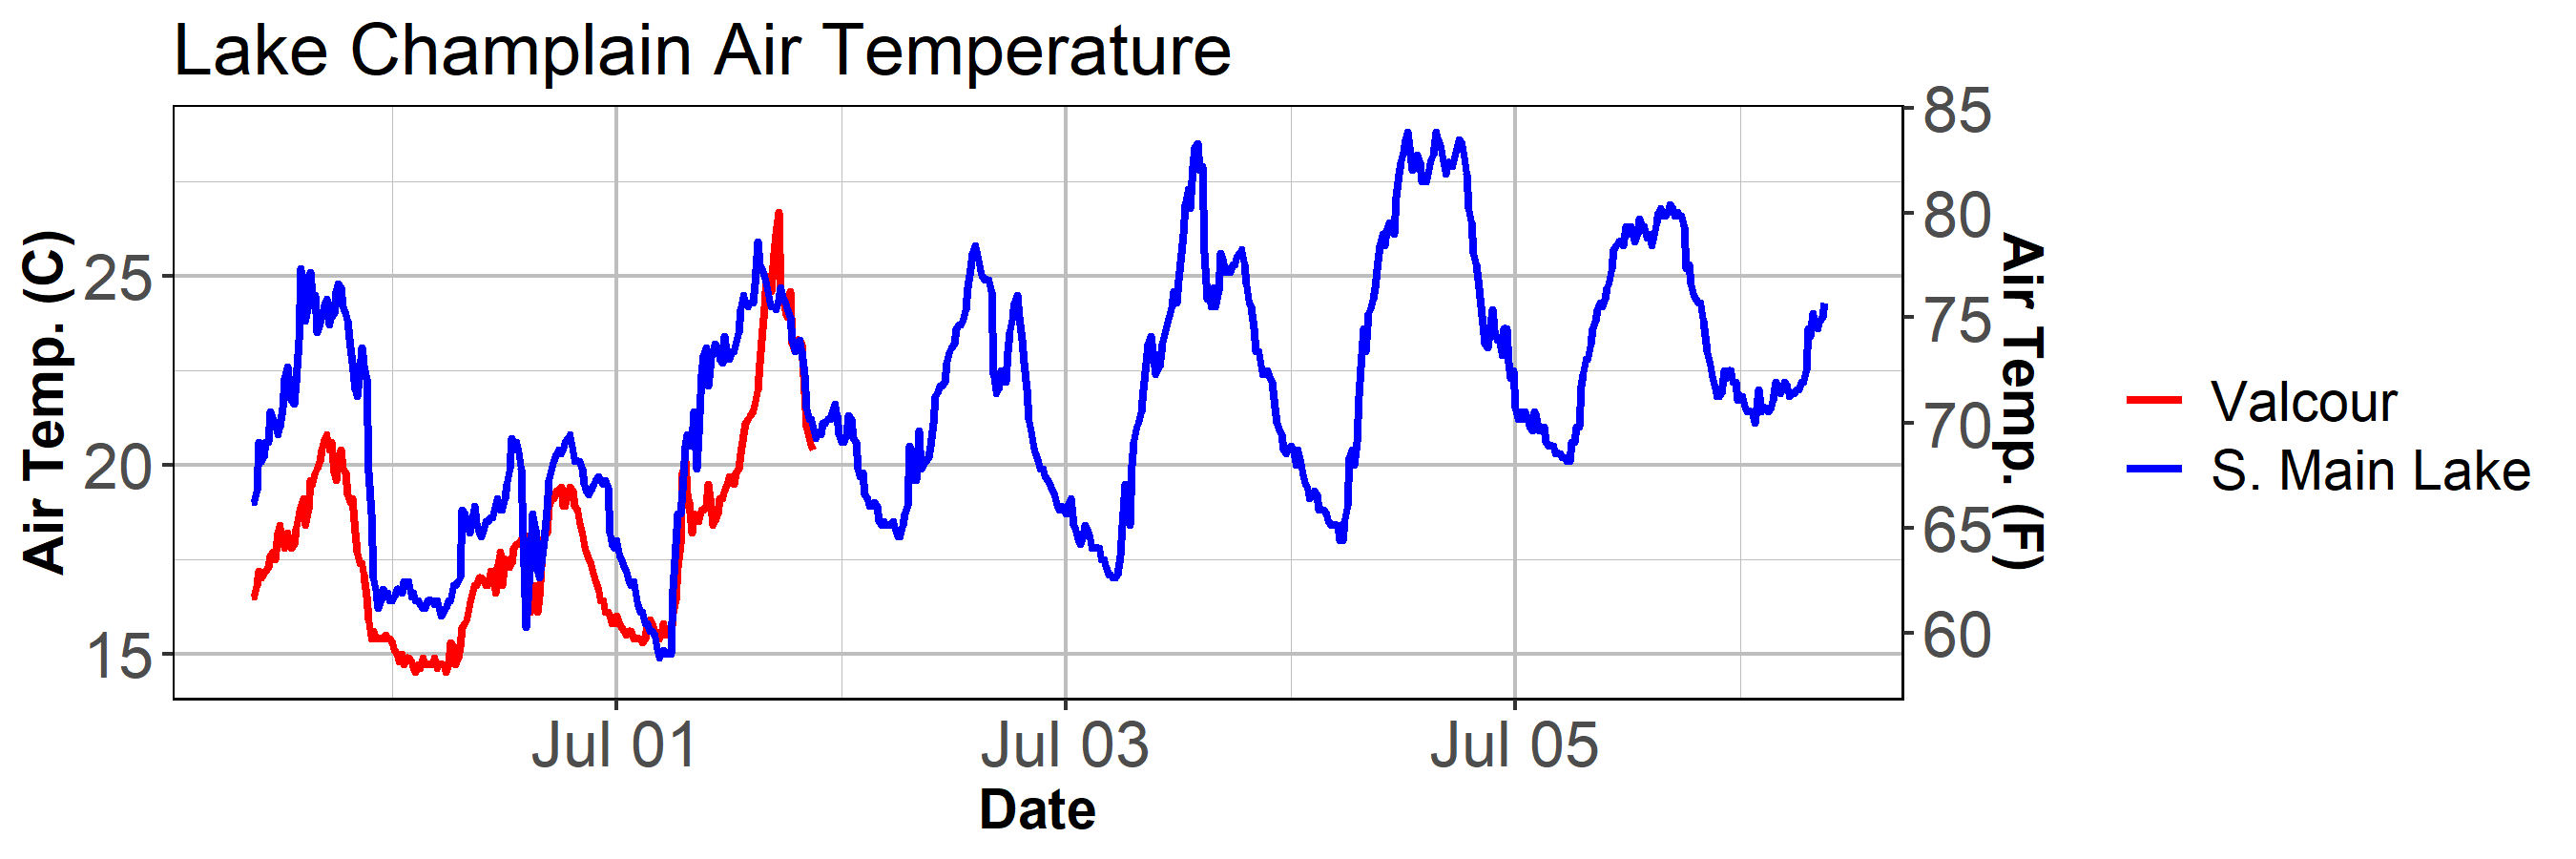 Lake Champlain Air Temperature
Air Temp. (C)
25
20
15
85
80
75
70
65
60
Air Temp. (F)
Jul 01
Jul 03
Jul 05
Date
Valcour
S. Main Lake